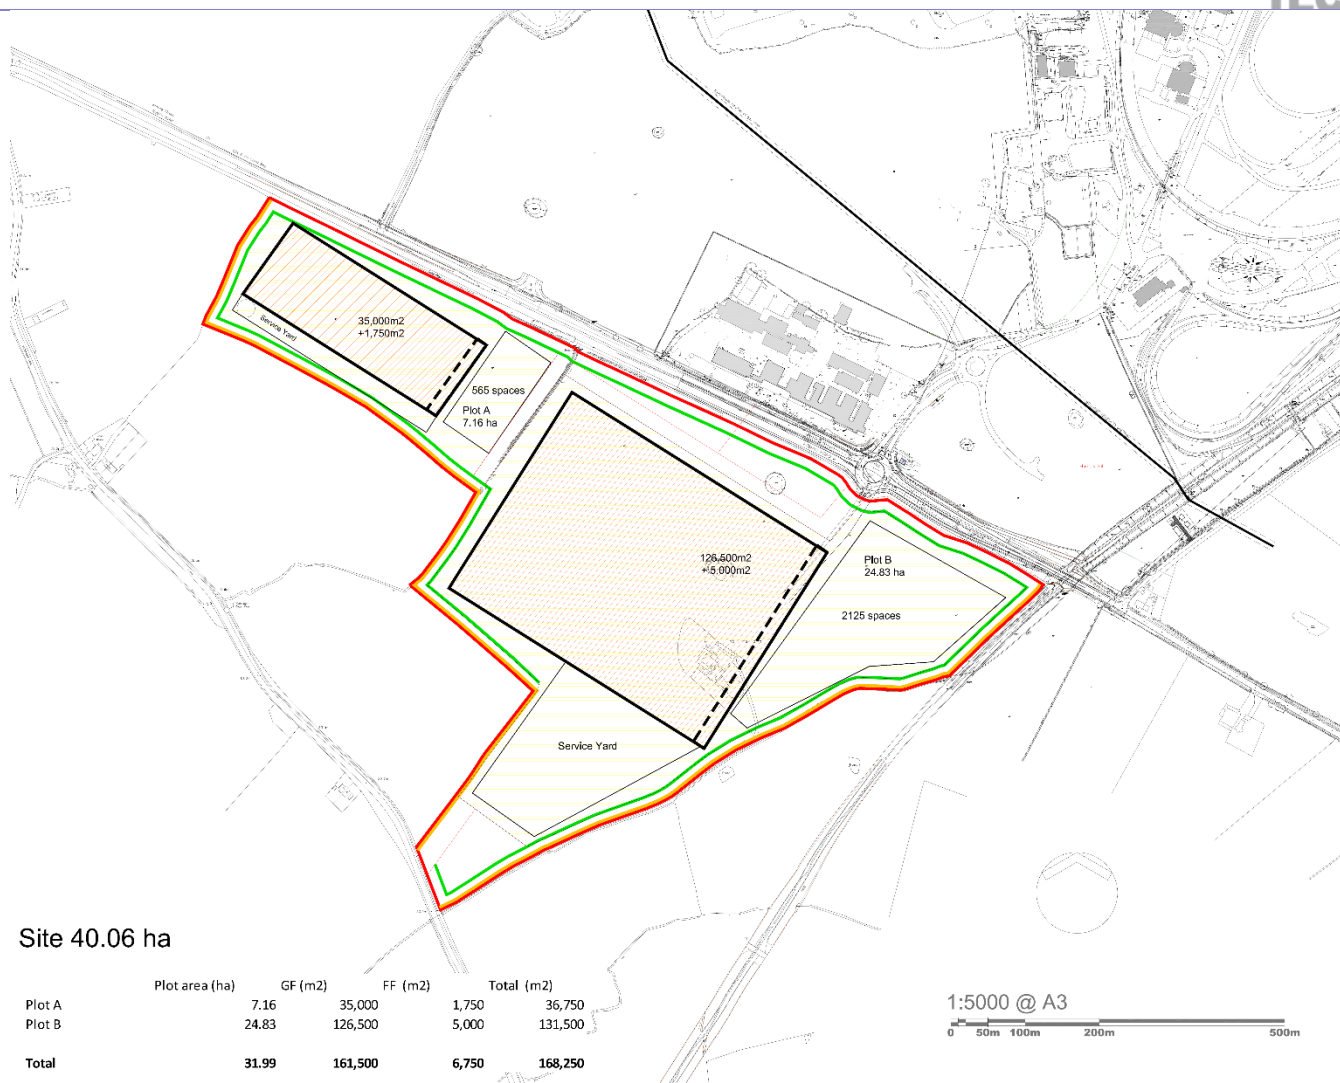 35,000m2
+1,750m2
Service Yard
565 spaces
Plot A
7.16 ha
126,500m2
+5,000m2
Plot B
24.83 ha
2125 spaces
Service Yard
Site 40.06 ha
Plot area (ha) GF (m2) FF (m2) Total (m2)
Plot A 7.16 35,000 1,750 36,750
Plot B 24.83 126,500 5,000 131,500
Total 31.99 161,500 6,750 168,250
1:5000 @ A3
0 50m 100m 200m 500m